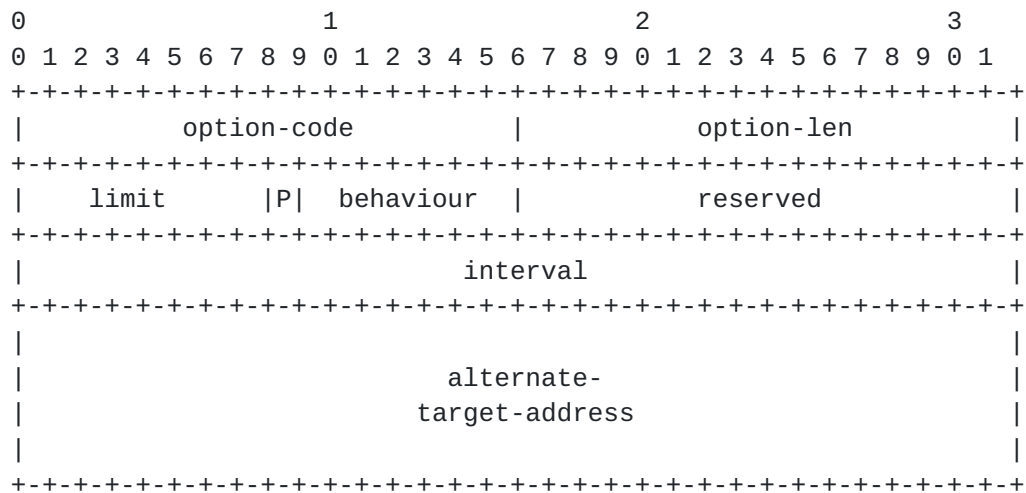 0                   1                   2                   3
0 1 2 3 4 5 6 7 8 9 0 1 2 3 4 5 6 7 8 9 0 1 2 3 4 5 6 7 8 9 0 1
+-+-+-+-+-+-+-+-+-+-+-+-+-+-+-+-+-+-+-+-+-+-+-+-+-+-+-+-+-+-+-+-+
|          option-code          |           option-len          |
+-+-+-+-+-+-+-+-+-+-+-+-+-+-+-+-+-+-+-+-+-+-+-+-+-+-+-+-+-+-+-+-+
|    limit      |P|  behaviour  |           reserved            |
+-+-+-+-+-+-+-+-+-+-+-+-+-+-+-+-+-+-+-+-+-+-+-+-+-+-+-+-+-+-+-+-+
|                            interval                           |
+-+-+-+-+-+-+-+-+-+-+-+-+-+-+-+-+-+-+-+-+-+-+-+-+-+-+-+-+-+-+-+-+
|                                                               |
|                           alternate-                          |
|                         target-address                        |
|                                                               |
+-+-+-+-+-+-+-+-+-+-+-+-+-+-+-+-+-+-+-+-+-+-+-+-+-+-+-+-+-+-+-+-+